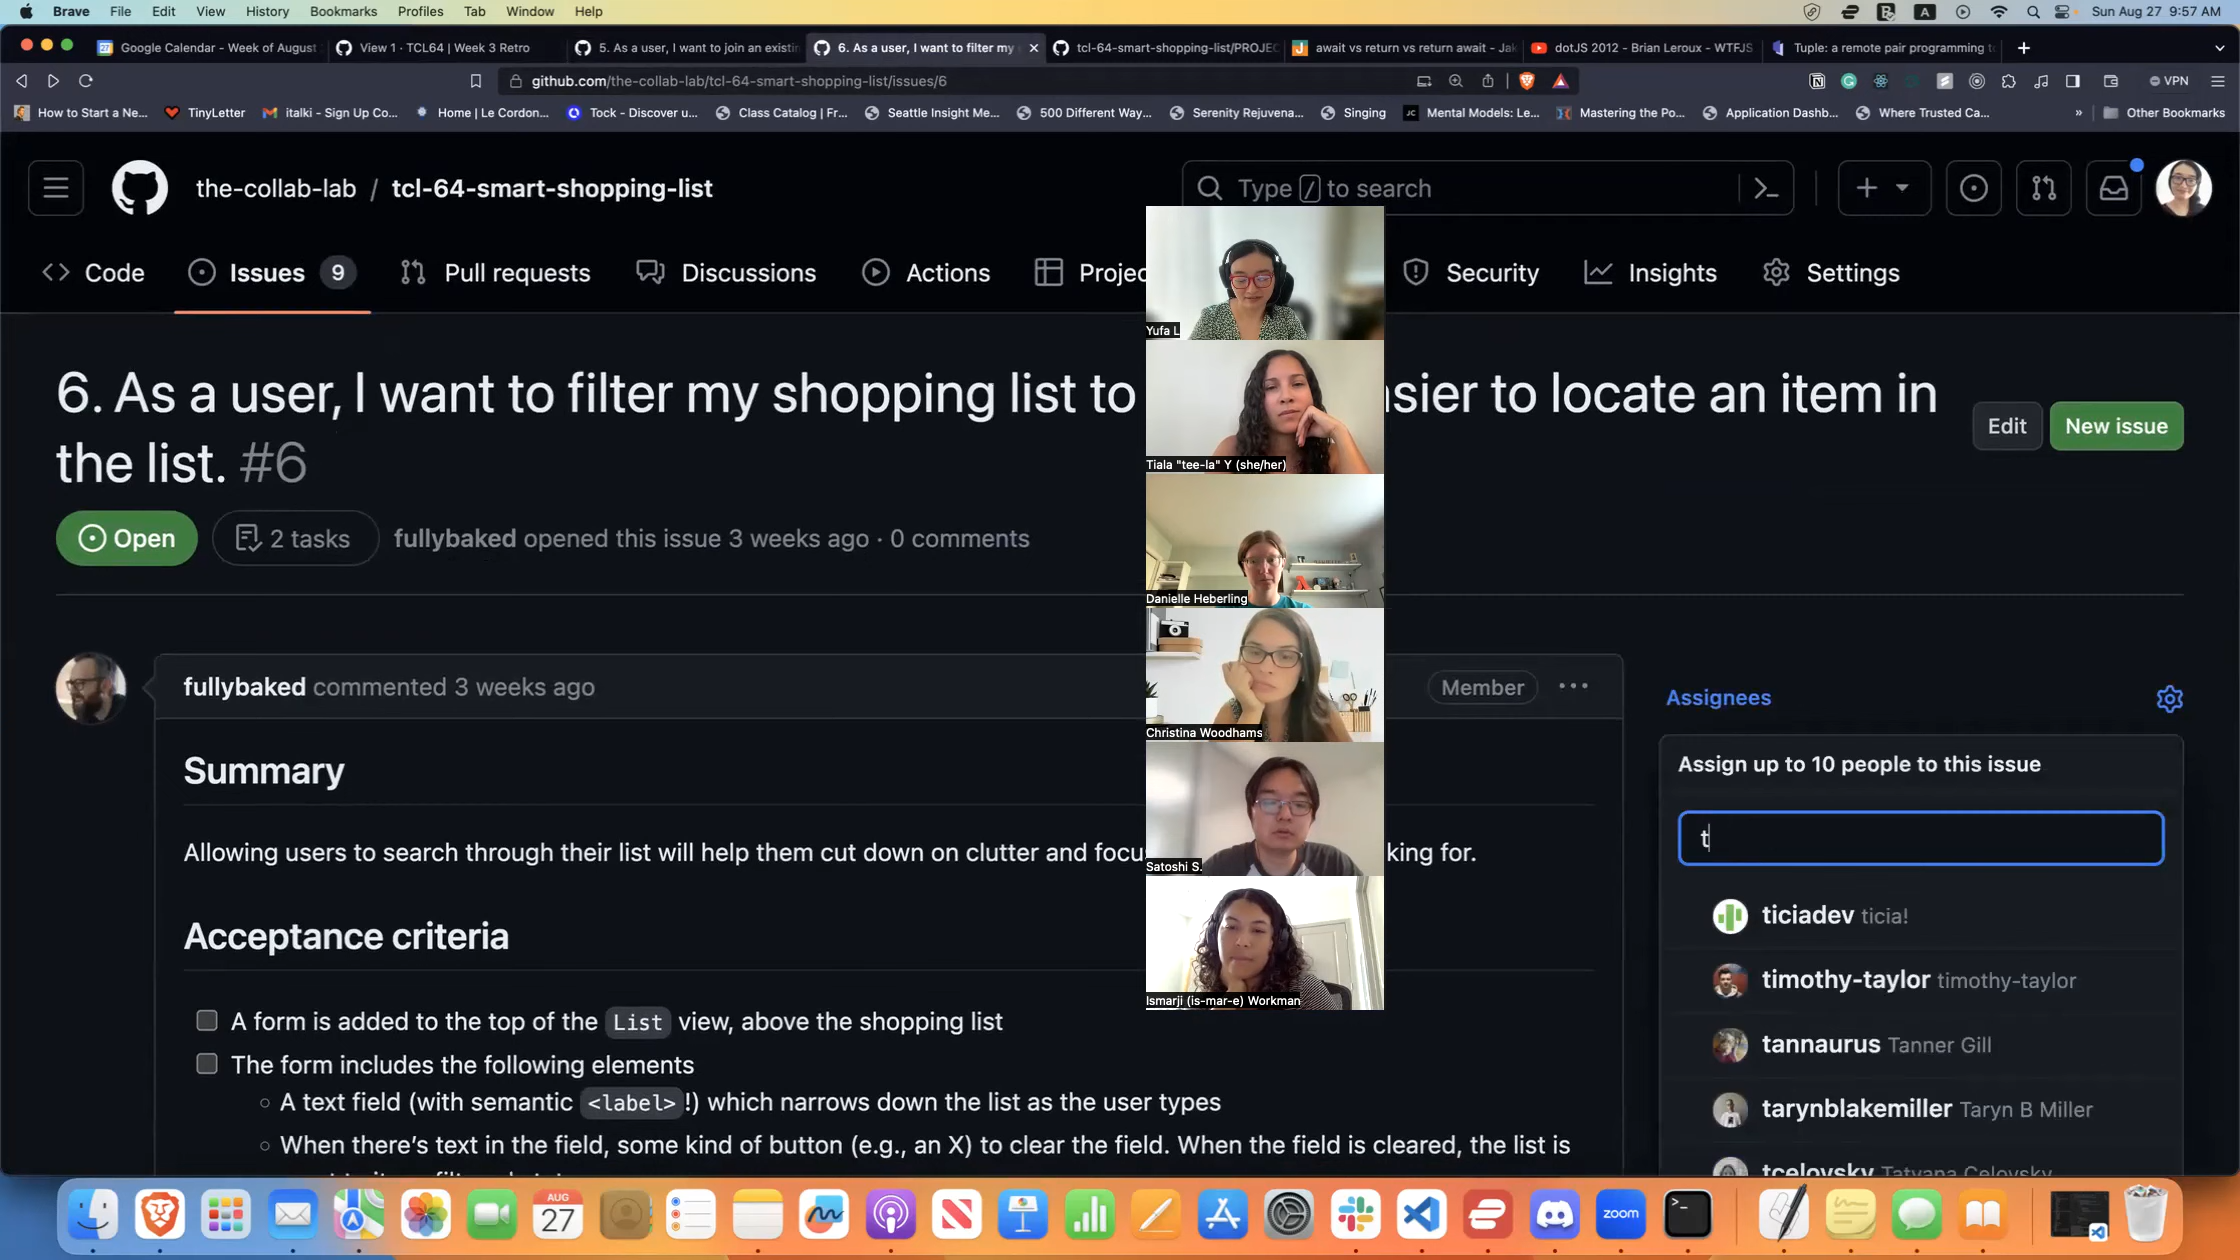 Brave File Edit View History Bookmarks Profiles Tab Window Help
Sun Aug 27 9:57 AM
Google Calendar - Week of August
View 1 · TCL64 | Week 3 Retro
5. As a user, I want to join an existin
6. As a user, I want to filter my
tcl-64-smart-shopping-list/PROJEC
await vs return vs return await - Jak
dotJS 2012 - Brian Leroux - WTFJS
Tuple: a remote pair programming to
github.com/the-collab-lab/tcl-64-smart-shopping-list/issues/6
VPN
How to Start a Ne...
TinyLetter
italki - Sign Up Co...
Home | Le Cordon...
Tock - Discover u...
Class Catalog | Fr...
Seattle Insight Me...
500 Different Way...
Serenity Rejuvena...
Singing
Mental Models: Le...
Mastering the Po...
Application Dashb...
Where Trusted Ca...
»
Other Bookmarks
the-collab-lab / tcl-64-smart-shopping-list
Type / to search
Code
Issues 9
Pull requests
Discussions
Actions
Projec
Security
Insights
Settings
6. As a user, I want to filter my shopping list to sier to locate an item in
the list. #6
Edit
New issue
Open
2 tasks
fullybaked opened this issue 3 weeks ago · 0 comments
fullybaked commented 3 weeks ago
Member
Summary
Allowing users to search through their list will help them cut down on clutter and focu king for.
Acceptance criteria
A form is added to the top of the List view, above the shopping list
The form includes the following elements
A text field (with semantic <label>!) which narrows down the list as the user types
When there's text in the field, some kind of button (e.g., an X) to clear the field. When the field is cleared, the list is
Yufa L
Tiala "tee-la" Y (she/her)
Danielle Heberling
Christina Woodhams
Satoshi S.
Ismarji (is-mar-e) Workman
Assignees
Assign up to 10 people to this issue
t
ticiadev ticia!
timothy-taylor timothy-taylor
tannaurus Tanner Gill
tarynblakemiller Taryn B Miller
tcelovsky Tatyana Celovsky
AUG
27
zoom